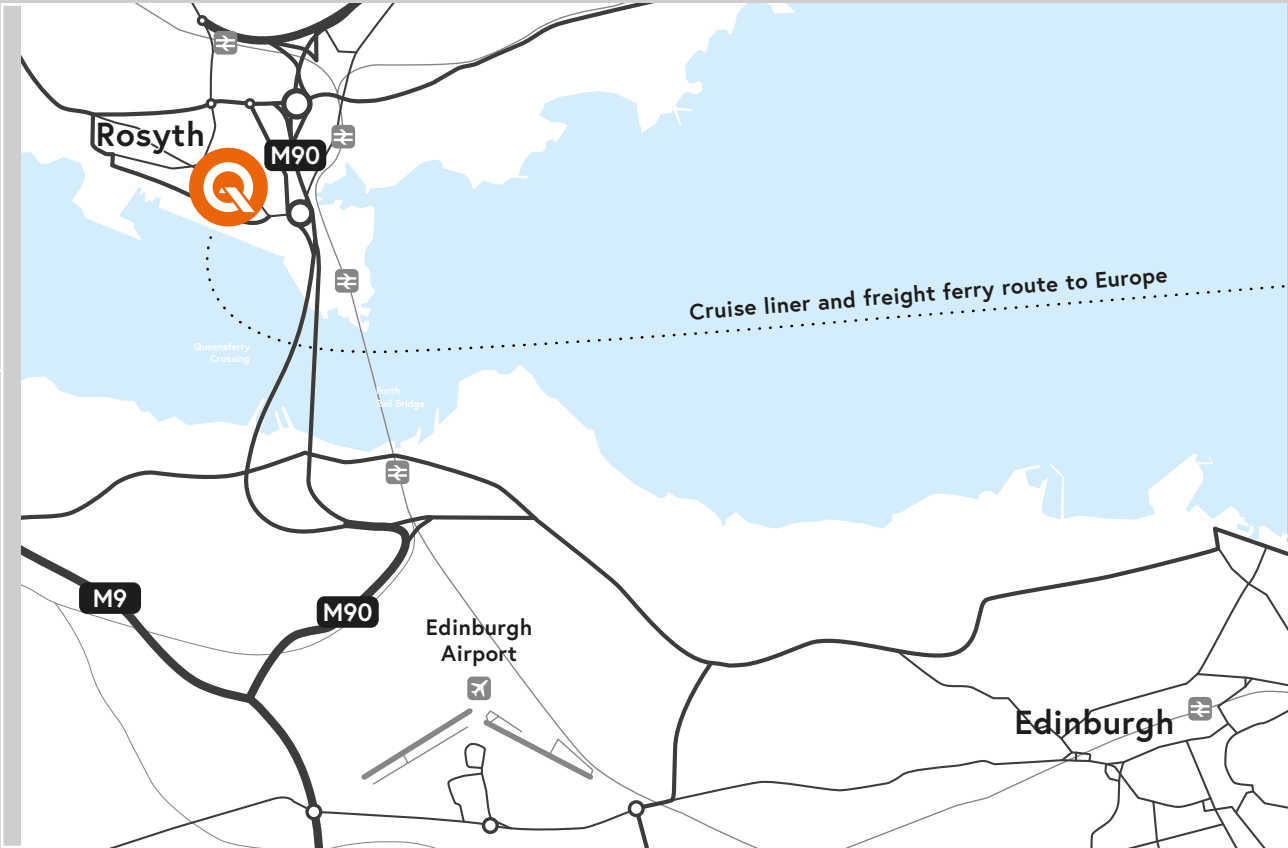 Rosyth
M90
Cruise liner and freight ferry route to Europe
Queensferry
Crossing
Forth
Rail Bridge
M9
M90
Edinburgh
Airport
Edinburgh